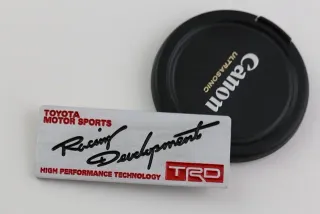 Canon
ULTRASONIC
TOYOTA
MOTOR SPORTS
Racing Development
HIGH PERFORMANCE TECHNOLOGY TRD